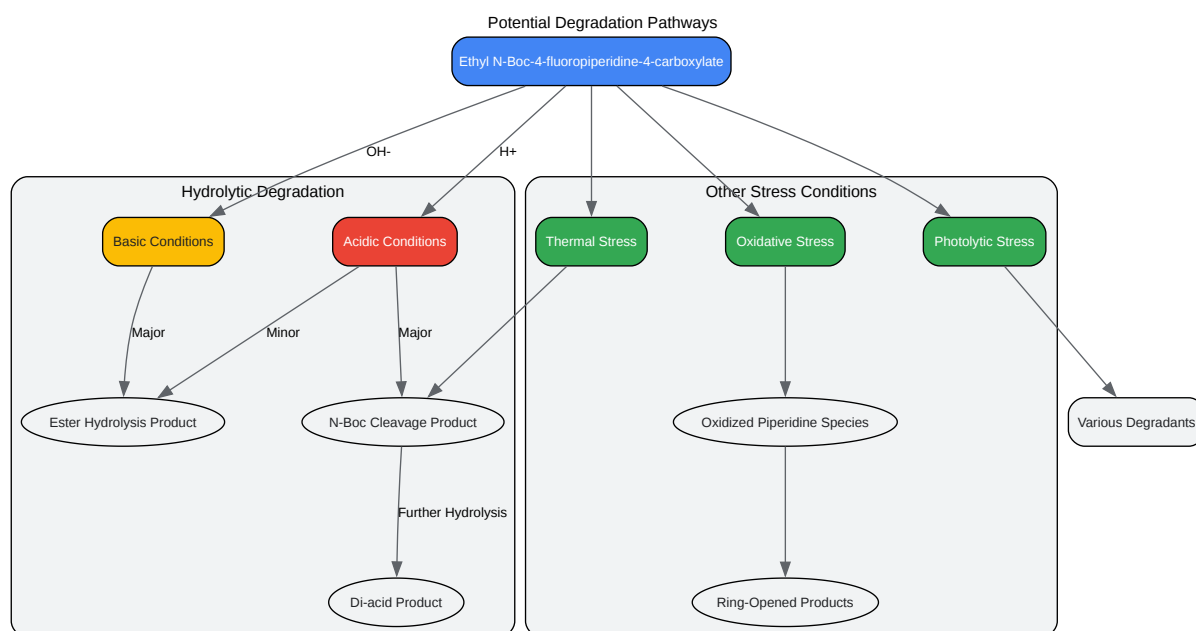 Potential Degradation Pathways
Ethyl N-Boc-4-fluoropiperidine-4-carboxylate
OH-
H+
Hydrolytic Degradation
Other Stress Conditions
Basic Conditions
Acidic Conditions
Thermal Stress
Oxidative Stress
Photolytic Stress
Major
Minor
Major
Ester Hydrolysis Product
N-Boc Cleavage Product
Oxidized Piperidine Species
Various Degradants
Further Hydrolysis
Di-acid Product
Ring-Opened Products